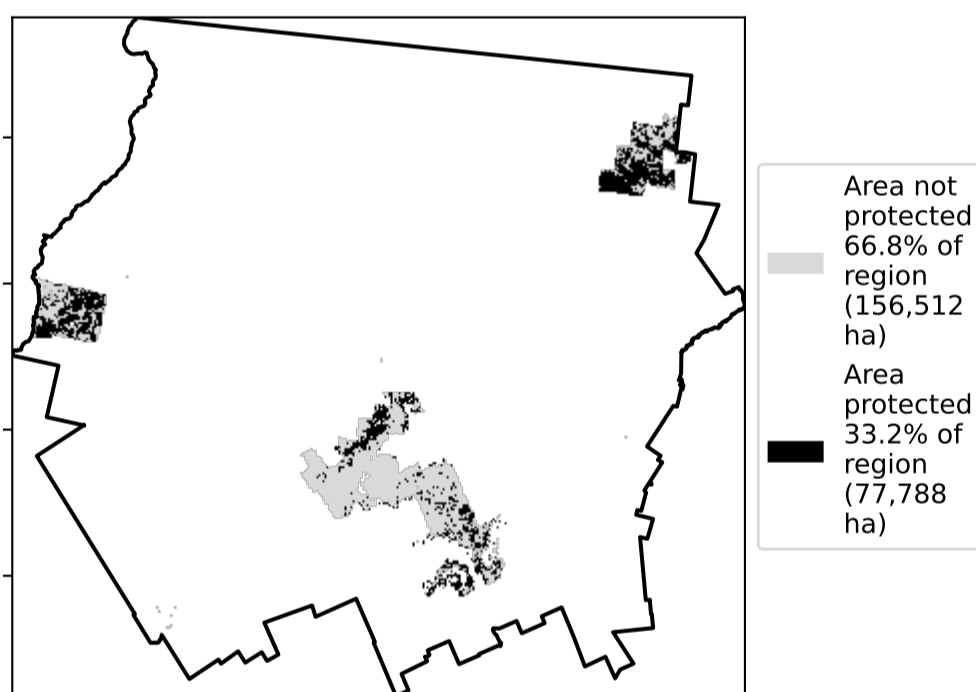 Area not
protected
66.8% of
region
(156,512
ha)
Area
protected
33.2% of
region
(77,788
ha)